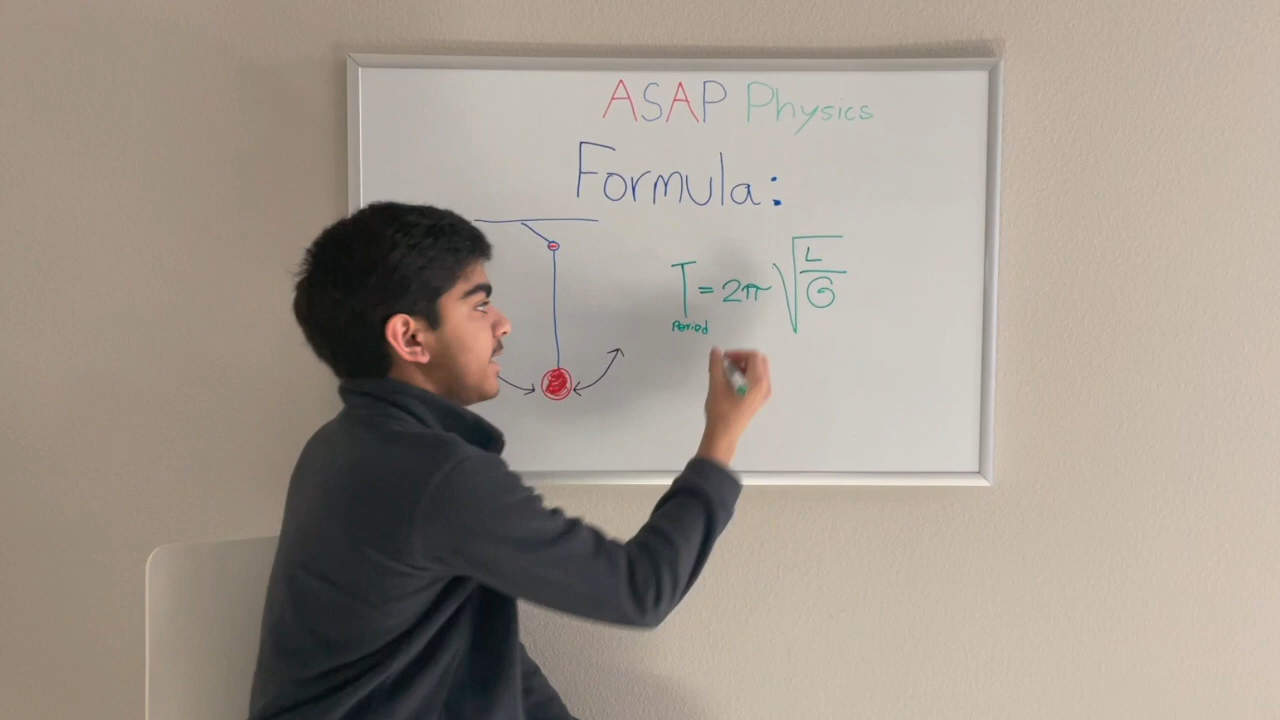 ASAP Physics
Formula:
T = 2π √(L/G)
Period